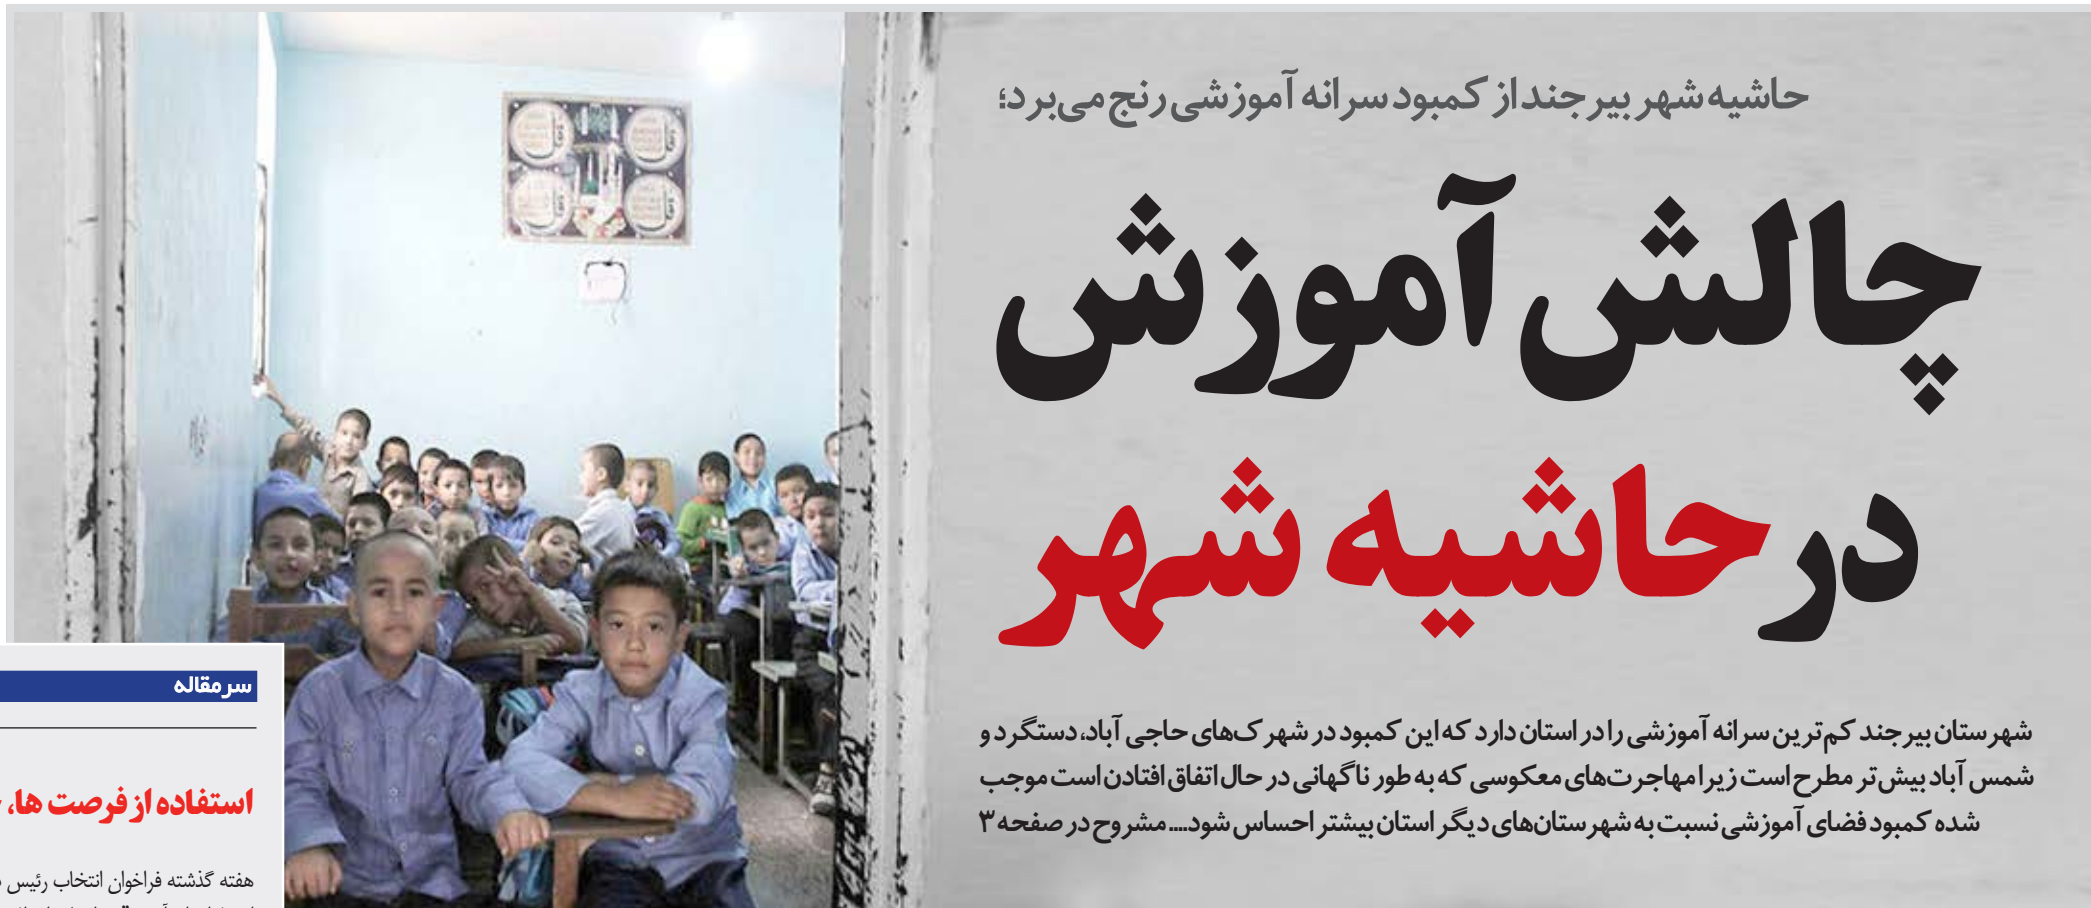 حاشیه شهر بیرجند از کمبود سرانه آموزشی رنج می‌برد؛
چالش آموزش
در حاشیه شهر
شهرستان بیرجند کم‌ترین سرانه آموزشی را در استان دارد که این کمبود در شهرک‌های حاجی آباد، دستگرد و
شمس آباد بیش‌تر مطرح است زیرا مهاجرت‌های معکوسی که به طور ناگهانی در حال اتفاق افتادن است موجب
شده کمبود فضای آموزشی نسبت به شهرستان‌های دیگر استان بیشتر احساس شود.... مشروح در صفحه ۳
سرمقاله
استفاده از فرصت ها،
هفته گذشته فراخوان انتخاب رئیس